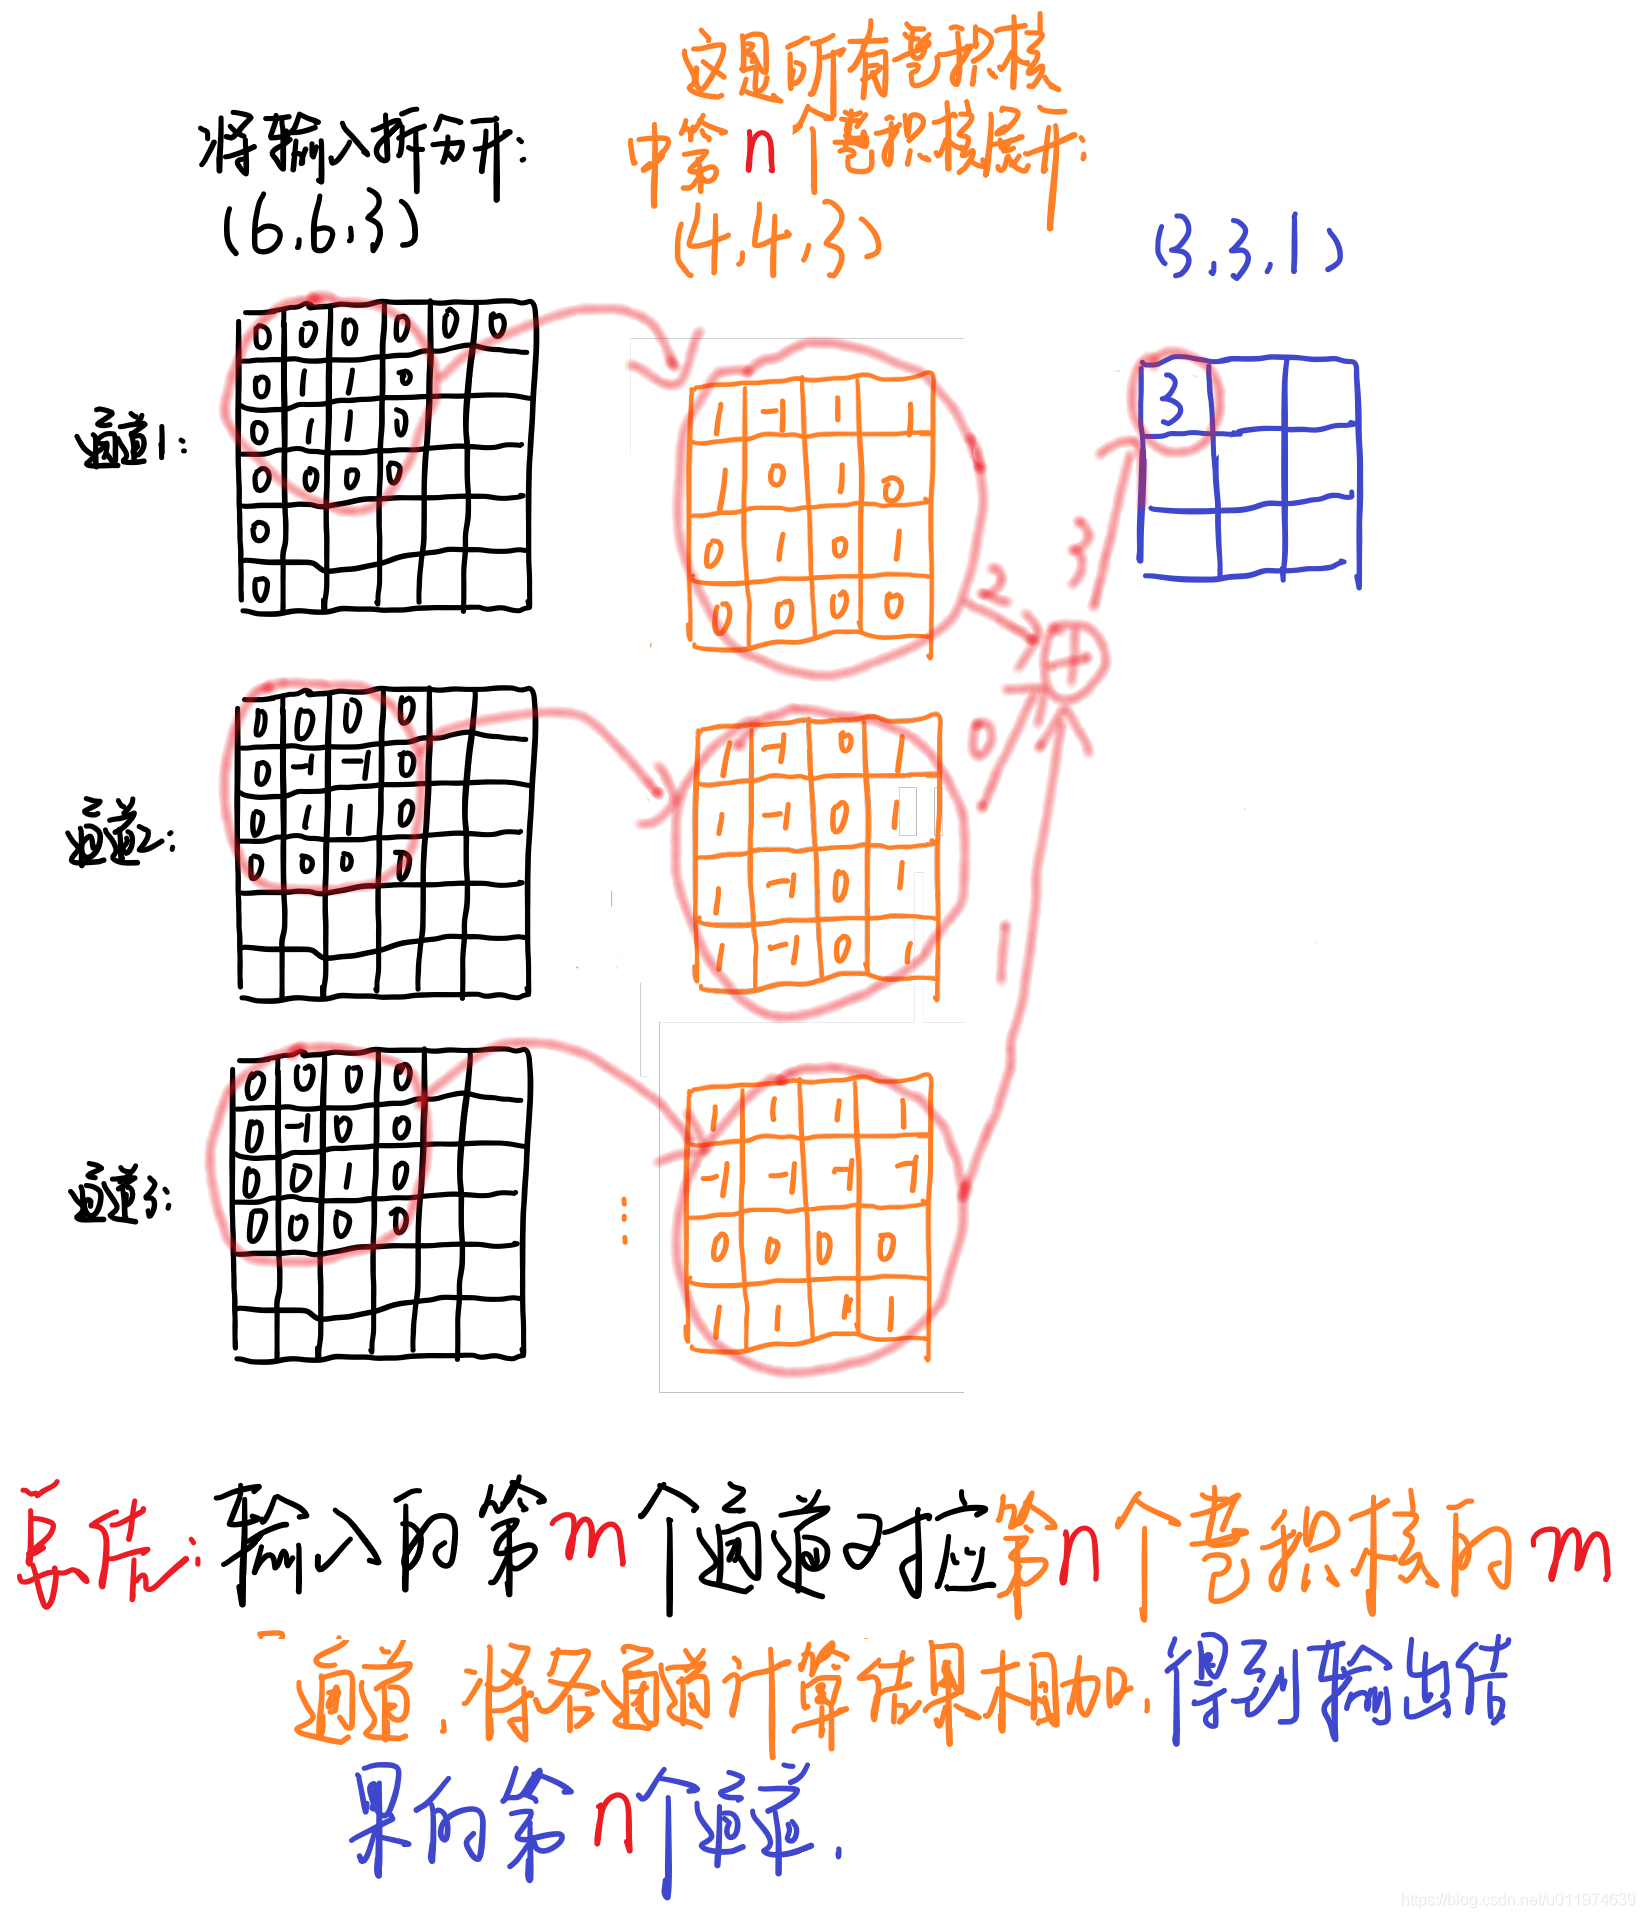 将输入拆分开:
(6,6,3)
这是所有卷积核
中第n个卷积核展开:
(4,4,3)
(3,3,1)
通道1:
0 0 0 0 0 0
0 1 1 0
0 1 1 0
0 0 0 0
0
0
1 -1 1 1
1 0 1 0
0 1 0 1
0 0 0 0
3
2
3
+
通道2:
0 0 0 0
0 -1 -1 0
0 1 1 0
0 0 0 0
1 -1 0 1
1 -1 0 1
1 -1 0 1
1 -1 0 1
0
通道3:
0 0 0 0
0 -1 0 0
0 0 1 0
0 0 0 0
1 1 1 1
-1 -1 -1 -1
0 0 0 0
1 1 1 1
1
总结:输入的第m个通道对应第n个卷积核的m
通道,将各通道计算结果相加,得到输出结
果的第n个通道.
https://blog.csdn.net/u011974639